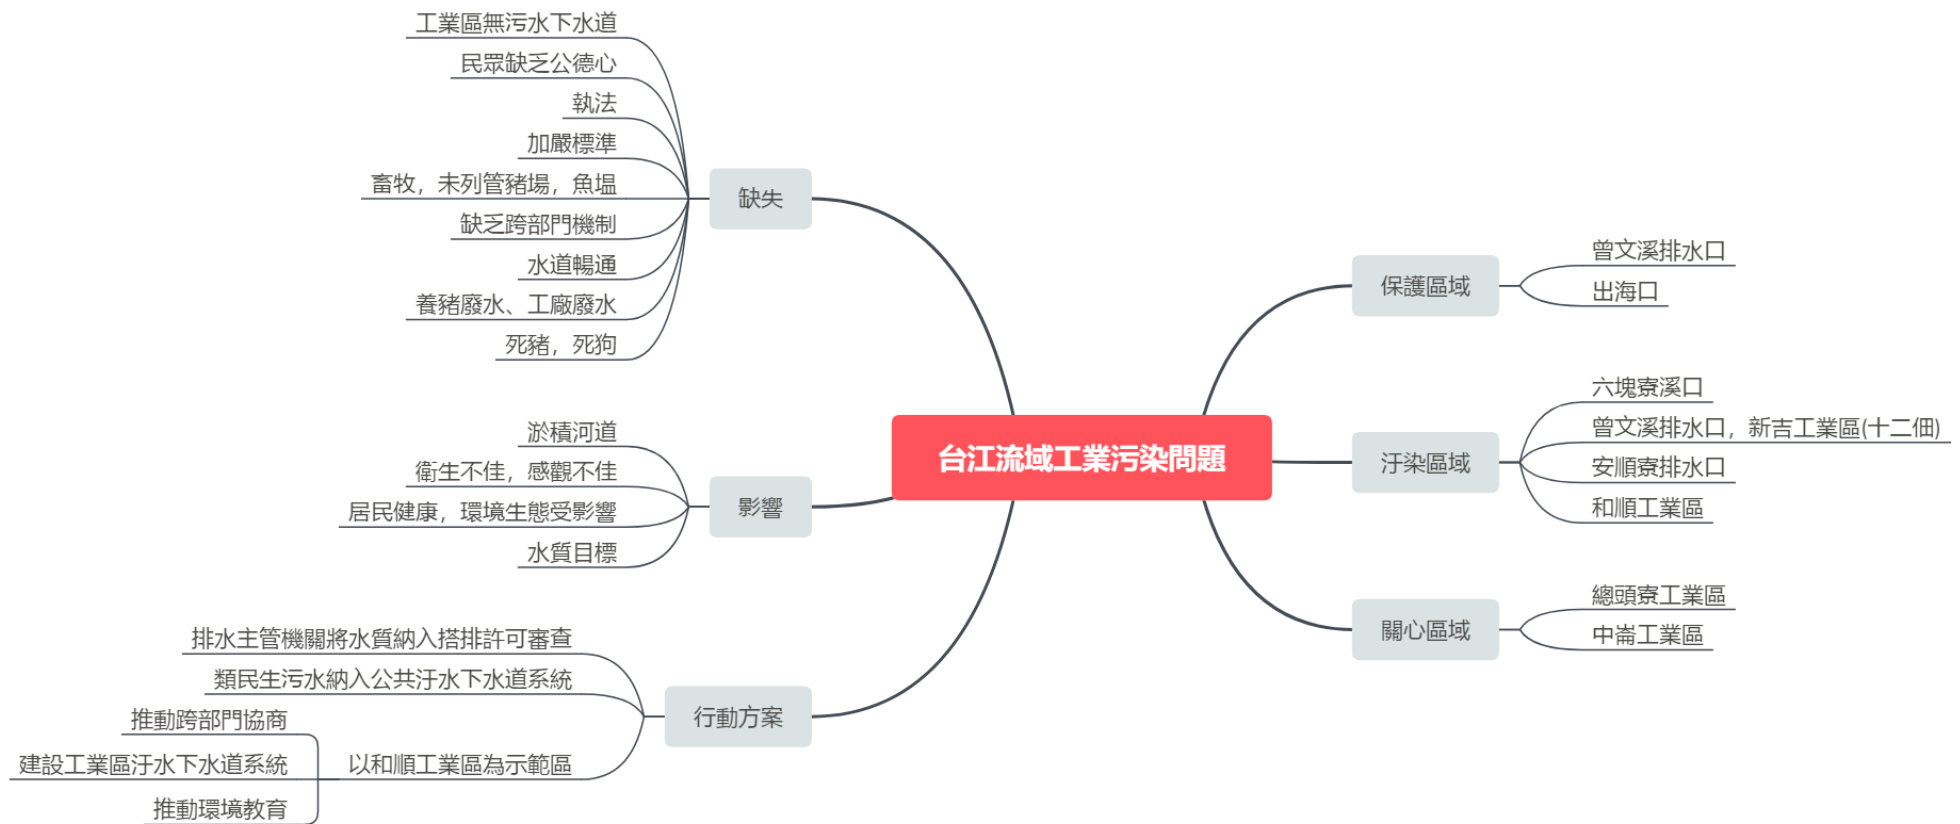 台江流域工業污染問題
缺失
工業區無污水下水道
民眾缺乏公德心
執法
加嚴標準
畜牧，未列管豬場，魚塭
缺乏跨部門機制
水道暢通
養豬廢水、工廠廢水
死豬，死狗
影響
淤積河道
衛生不佳，感觀不佳
居民健康，環境生態受影響
水質目標
行動方案
排水主管機關將水質納入搭排許可審查
類民生污水納入公共汙水下水道系統
以和順工業區為示範區
推動跨部門協商
建設工業區汙水下水道系統
推動環境教育
保護區域
曾文溪排水口
出海口
汙染區域
六塊寮溪口
曾文溪排水口，新吉工業區(十二佃)
安順寮排水口
和順工業區
關心區域
總頭寮工業區
中崙工業區